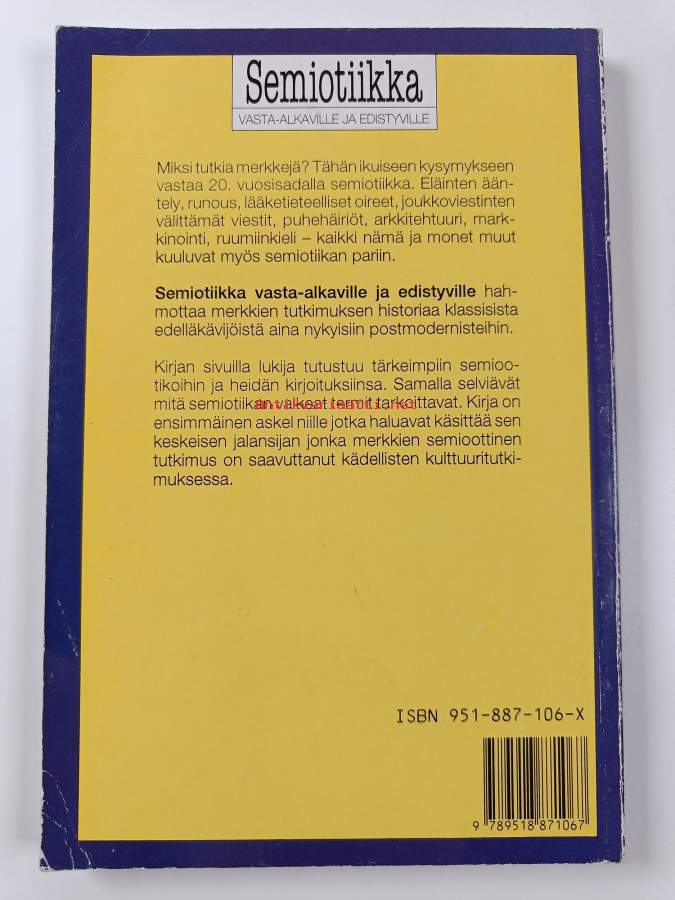 Semiotiikka
VASTA-ALKAVILLE JA EDISTYVILLE
Miksi tutkia merkkejä? Tähän ikuiseen kysymykseen
vastaa 20. vuosisadalla semiotiikka. Eläinten ään-
tely, runous, lääketieteelliset oireet, joukkoviestinten
välittämät viestit, puhehäiriöt, arkkitehtuuri, mark-
kinointi, ruumiinkieli – kaikki nämä ja monet muut
kuuluvat myös semiotiikan pariin.
Semiotiikka vasta-alkaville ja edistyville hah-
mottaa merkkien tutkimuksen historiaa klassisista
edelläkävijöistä aina nykyisiin postmodernisteihin.
Kirjan sivuilla lukija tutustuu tärkeimpiin semioo-
tikoihin ja heidän kirjoituksiinsa. Samalla selviävät
mitä semiotiikan vaikeat termit tarkoittavat. Kirja on
antikvariaatti.net
ensimmäinen askel niille jotka haluavat käsittää sen
keskeisen jalansijan jonka merkkien semioottinen
tutkimus on saavuttanut kädellisten kulttuuritutki-
muksessa.
ISBN 951-887-106-X
9 789518 871067